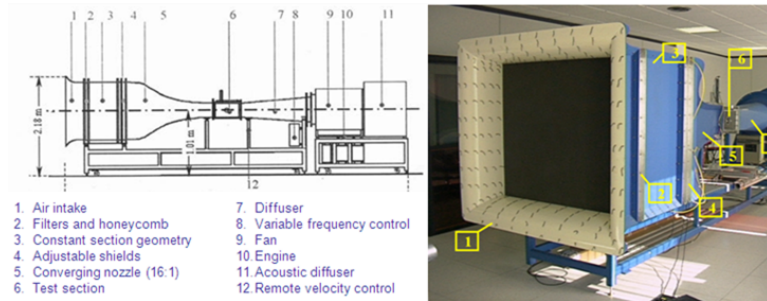 1 2 3 4 5 6 7 8 9 10 11
2.18 m
1.01 m
12
1. Air intake
2. Filters and honeycomb
3. Constant section geometry
4. Adjustable shields
5. Converging nozzle (16:1)
6. Test section
7. Diffuser
8. Variable frequency control
9. Fan
10. Engine
11. Acoustic diffuser
12. Remote velocity control
3
6
5
2
4
1